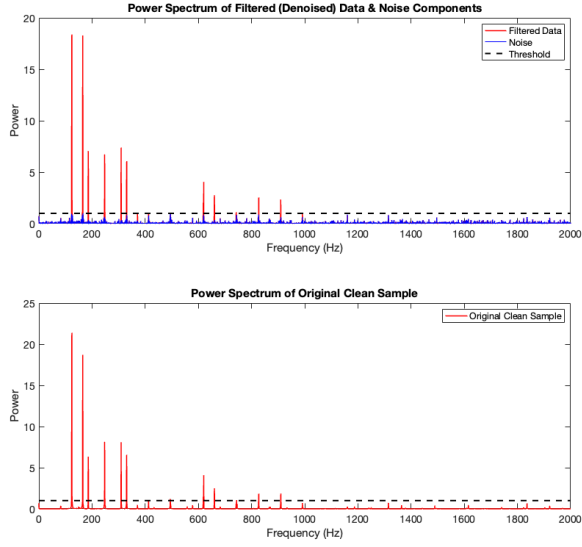 Power Spectrum of Filtered (Denoised) Data & Noise Components
20
15
10
5
0
Power
Filtered Data
Noise
Threshold
0 200 400 600 800 1000 1200 1400 1600 1800 2000
Frequency (Hz)
Power Spectrum of Original Clean Sample
25
20
15
10
5
0
Power
Original Clean Sample
0 200 400 600 800 1000 1200 1400 1600 1800 2000
Frequency (Hz)